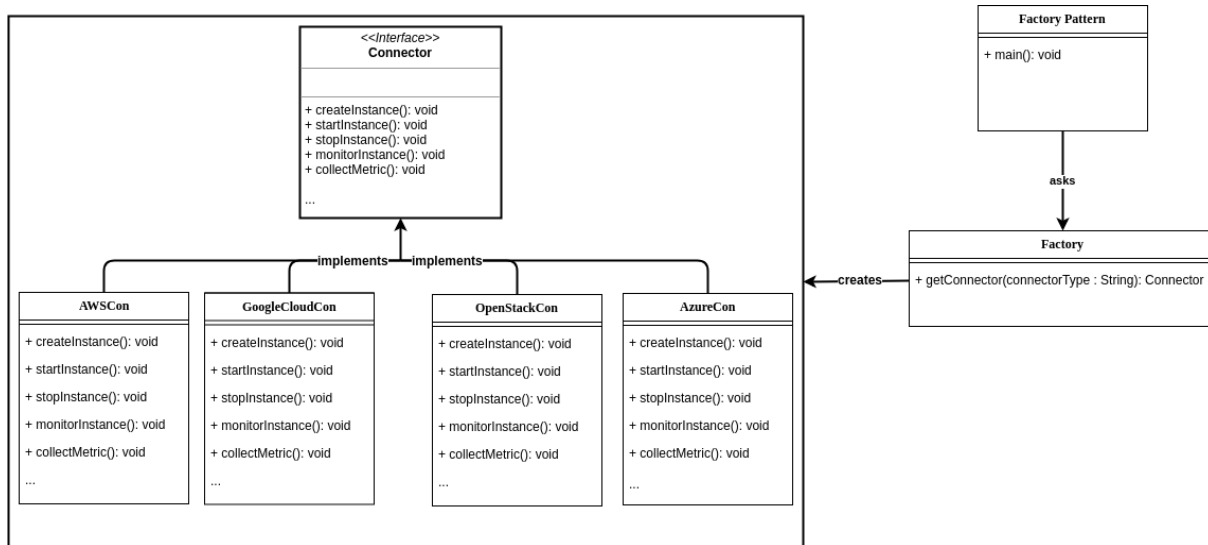 <<Interface>>
Connector
+ createInstance(): void
+ startInstance(): void
+ stopInstance(): void
+ monitorInstance(): void
+ collectMetric(): void
...
implements
implements
AWSCon
+ createInstance(): void
+ startInstance(): void
+ stopInstance(): void
+ monitorInstance(): void
+ collectMetric(): void
...
GoogleCloudCon
+ createInstance(): void
+ startInstance(): void
+ stopInstance(): void
+ monitorInstance(): void
+ collectMetric(): void
...
OpenStackCon
+ createInstance(): void
+ startInstance(): void
+ stopInstance(): void
+ monitorInstance(): void
+ collectMetric(): void
...
AzureCon
+ createInstance(): void
+ startInstance(): void
+ stopInstance(): void
+ monitorInstance(): void
+ collectMetric(): void
...
Factory Pattern
+ main(): void
asks
Factory
+ getConnector(connectorType : String): Connector
creates